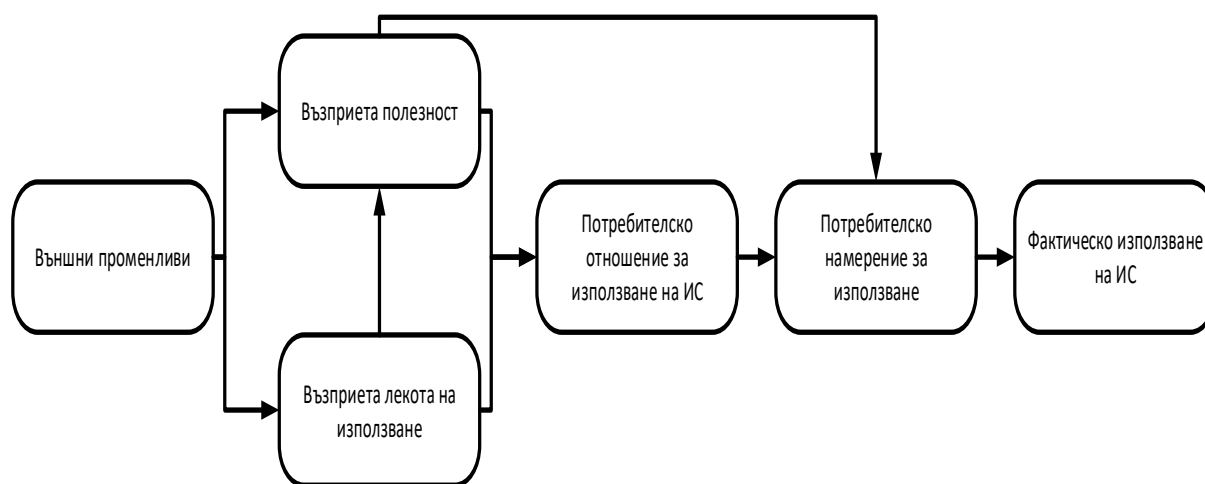 Възприета полезност
Външни променливи
Потребителско
отношение за
използване на ИС
Потребителско
намерение за
използване
Фактическо използване
на ИС
Възприета лекота на
използване